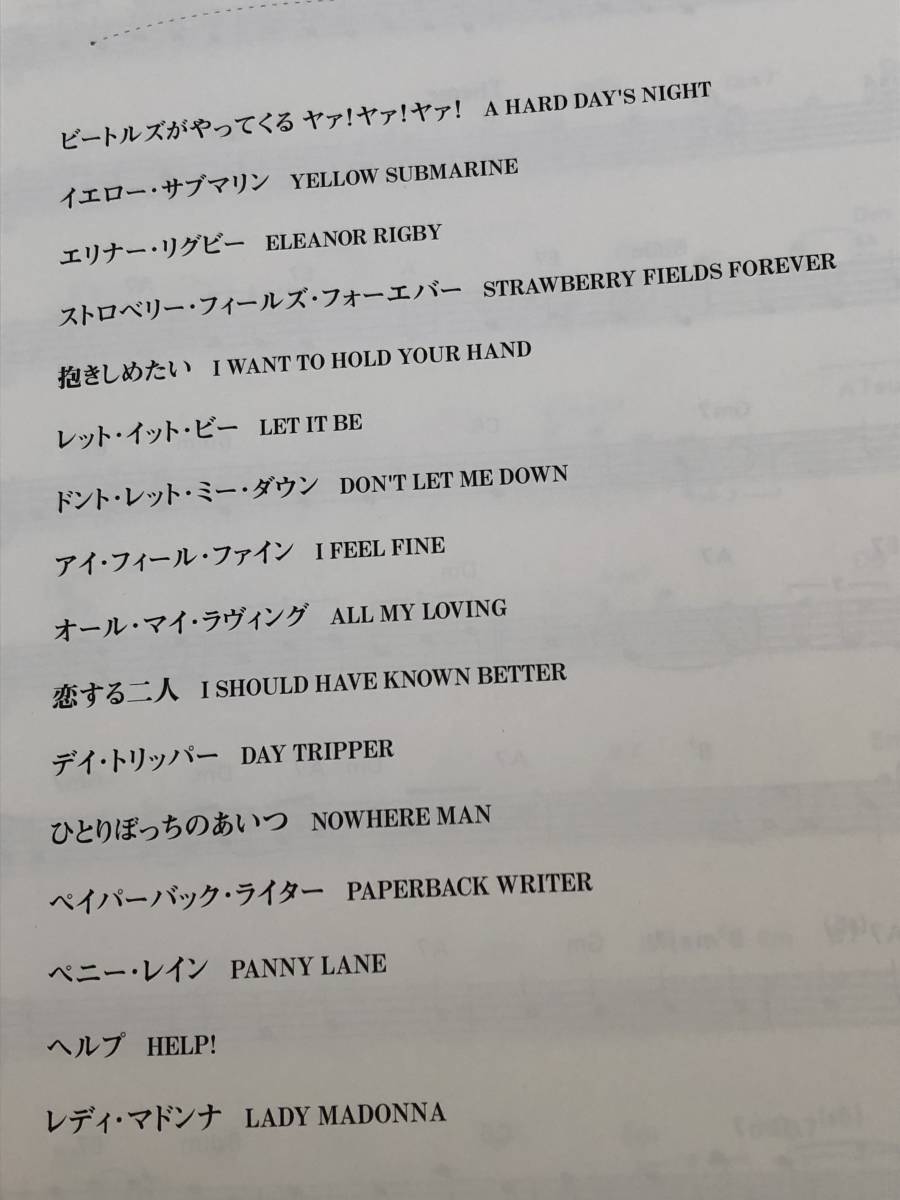 ビートルズがやってくる ヤァ!ヤァ!ヤァ! A HARD DAY'S NIGHT
イエロー・サブマリン YELLOW SUBMARINE
エリナー・リグビー ELEANOR RIGBY
ストロベリー・フィールズ・フォーエバー STRAWBERRY FIELDS FOREVER
抱きしめたい I WANT TO HOLD YOUR HAND
レット・イット・ビー LET IT BE
ドント・レット・ミー・ダウン DON'T LET ME DOWN
アイ・フィール・ファイン I FEEL FINE
オール・マイ・ラヴィング ALL MY LOVING
恋する二人 I SHOULD HAVE KNOWN BETTER
デイ・トリッパー DAY TRIPPER
ひとりぼっちのあいつ NOWHERE MAN
ペイパーバック・ライター PAPERBACK WRITER
ペニー・レイン PANNY LANE
ヘルプ HELP!
レディ・マドンナ LADY MADONNA